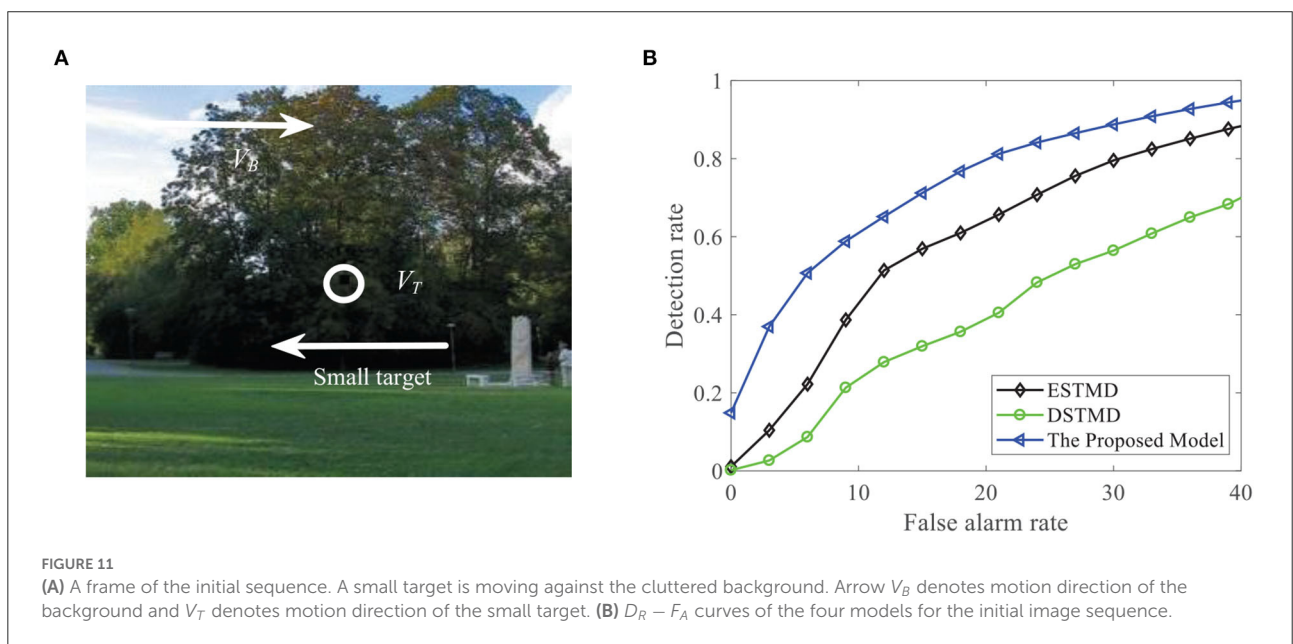 A
V_B
V_T
Small target
B
1
0.8
0.6
0.4
0.2
0
Detection rate
0 10 20 30 40
False alarm rate
ESTMD
DSTMD
The Proposed Model
FIGURE 11
(A) A frame of the initial sequence. A small target is moving against the cluttered background. Arrow V_B denotes motion direction of the
background and V_T denotes motion direction of the small target. (B) D_R − F_A curves of the four models for the initial image sequence.